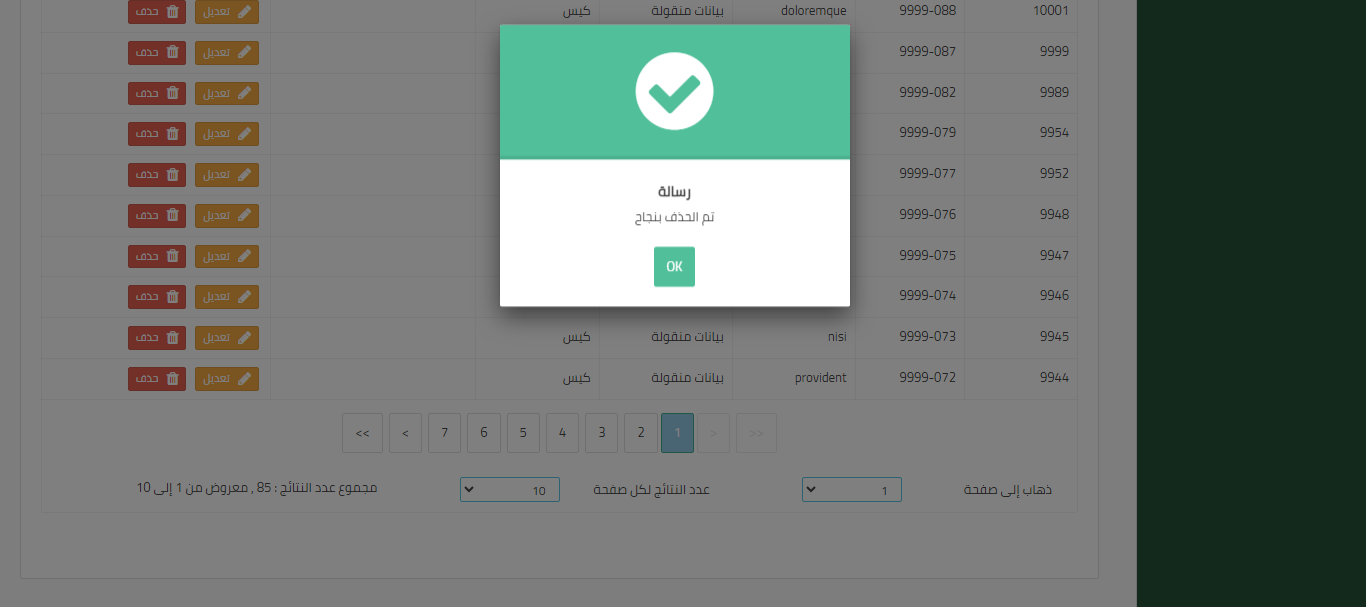 10001 9999-088 doloremque بيانات منقولة كيس تعديل حذف
9999 9999-087 تعديل حذف
9989 9999-082 تعديل حذف
9954 9999-079 تعديل حذف
9952 9999-077 تعديل حذف
9948 9999-076 تعديل حذف
9947 9999-075 تعديل حذف
9946 9999-074 تعديل حذف
9945 9999-073 nisi بيانات منقولة كيس تعديل حذف
9944 9999-072 provident بيانات منقولة كيس تعديل حذف
رسالة
تم الحذف بنجاح
OK
<< < 7 6 5 4 3 2 1 > >>
ذهاب إلى صفحة 1 عدد النتائج لكل صفحة 10 مجموع عدد النتائج : 85 , معروض من 1 إلى 10